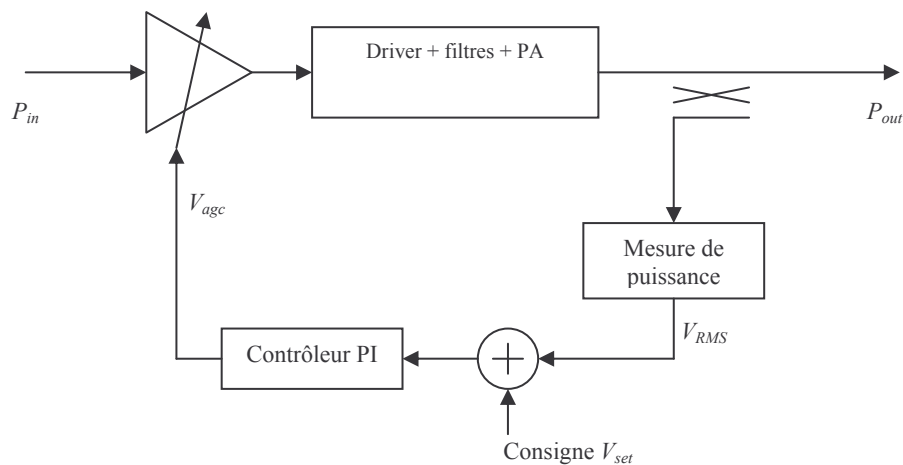 Driver + filtres + PA
P_in
P_out
V_agc
Mesure de
puissance
V_RMS
Contrôleur PI
+
Consigne V_set